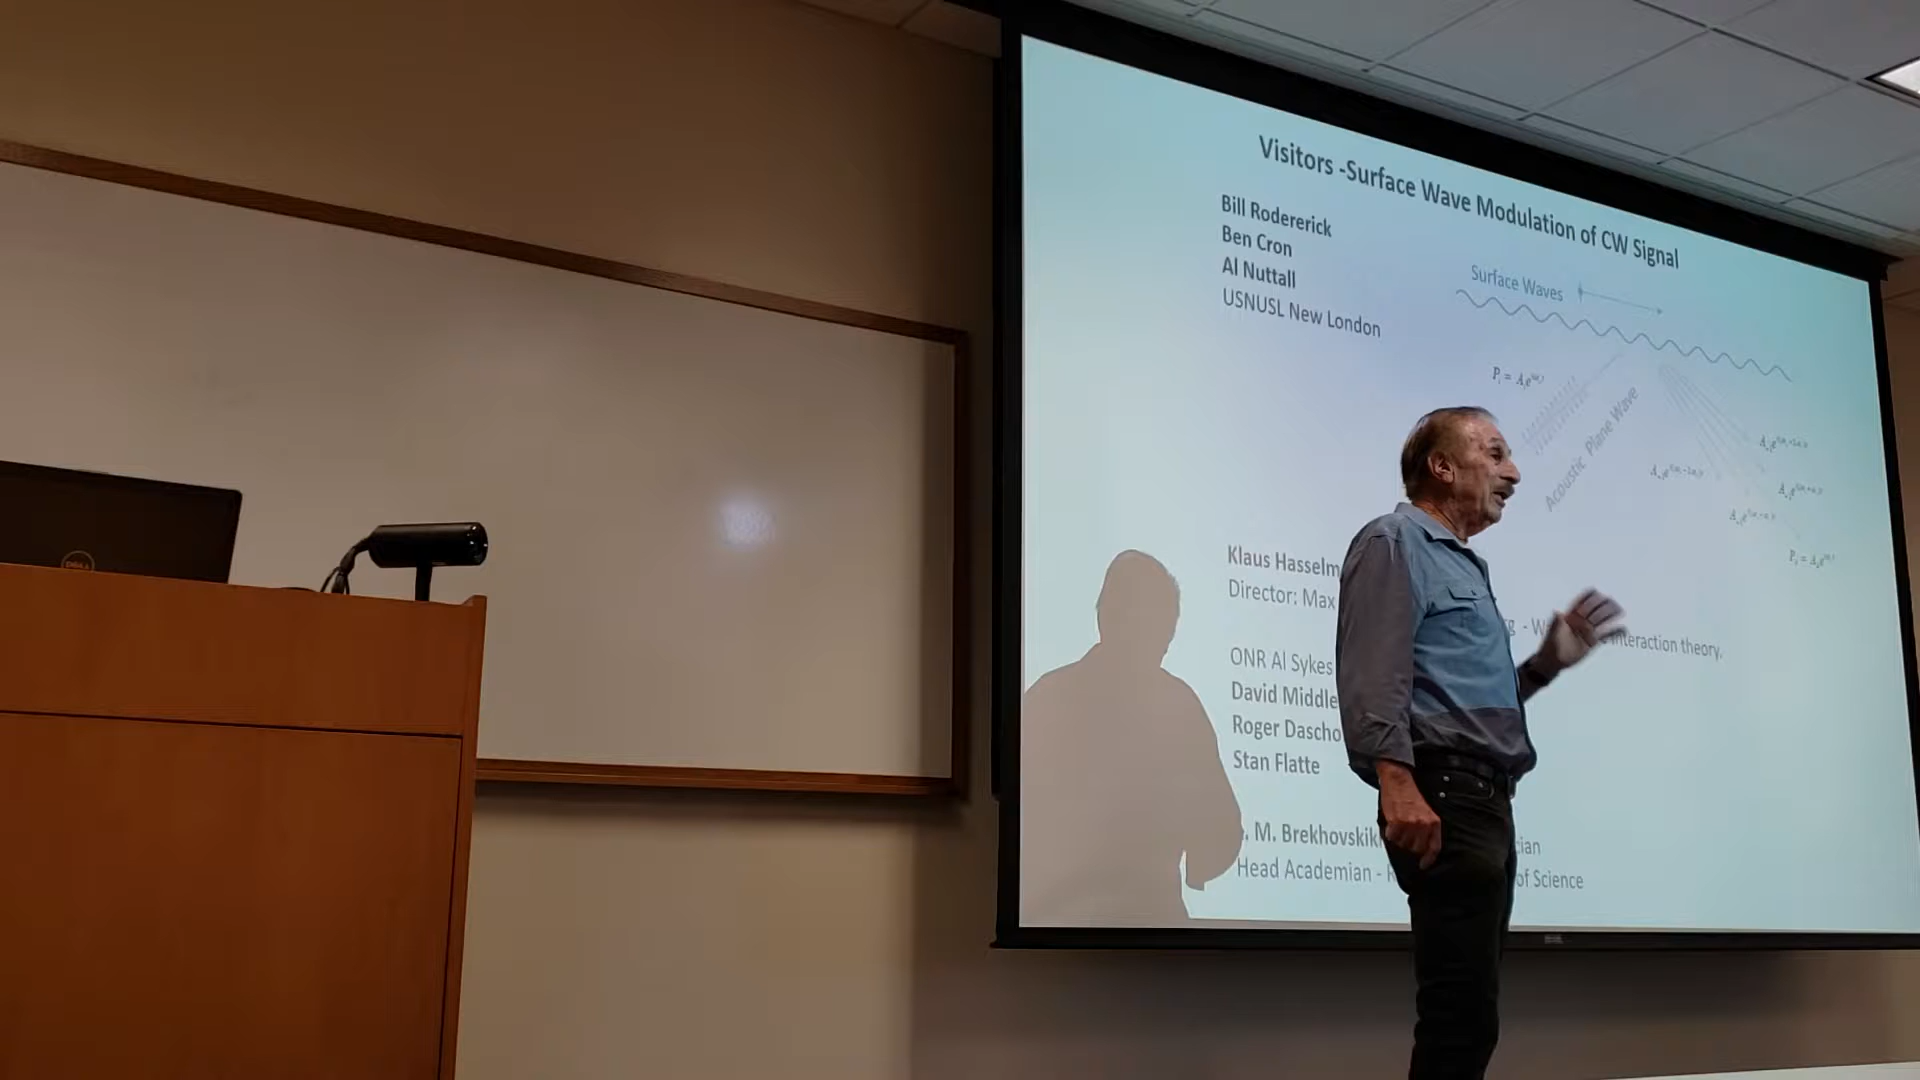 Visitors -Surface Wave Modulation of CW Signal
Bill Rodererick
Ben Cron
Al Nuttall
USNUSL New London
Surface Waves
Acoustic Plane Wave
Klaus Hasselm
Director: Max
- W
interaction theory.
ONR Al Sykes
David Middle
Roger Dascho
Stan Flatte
. M. Brekhovskik
cian
Head Academian - R
of Science
DELL